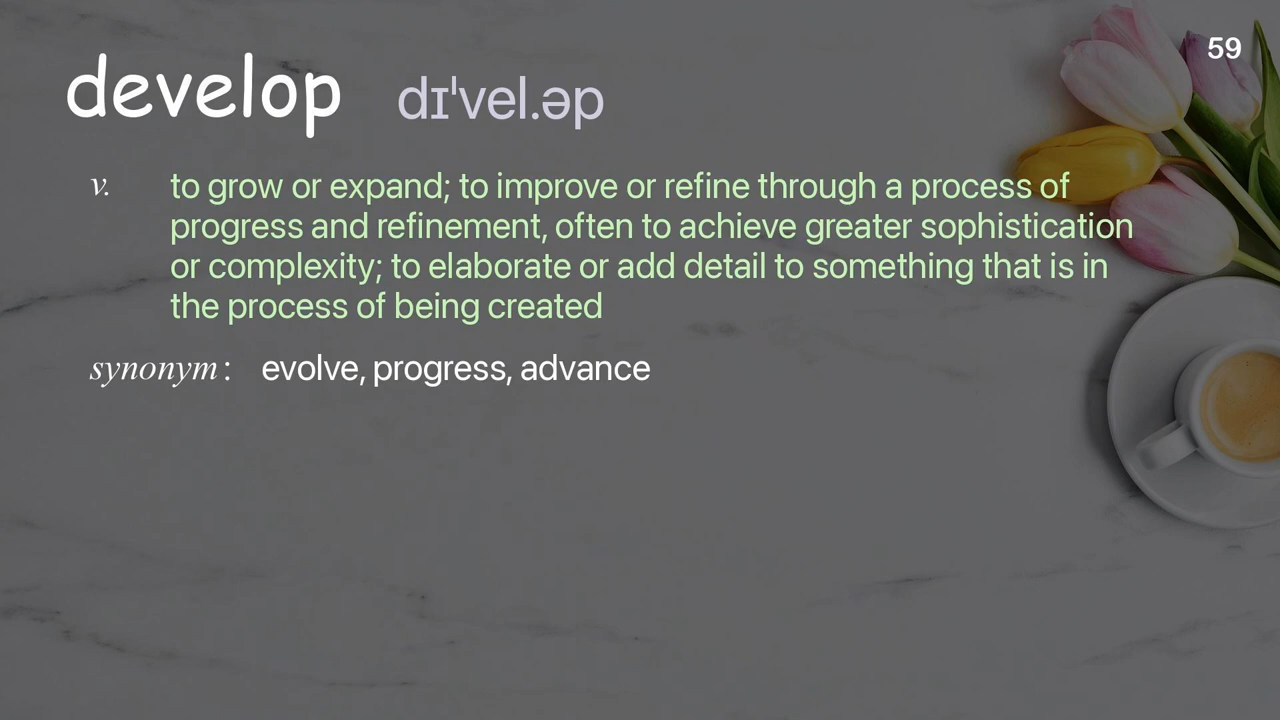 59
develop dɪˈvel.əp
v. to grow or expand; to improve or refine through a process of
progress and refinement, often to achieve greater sophistication
or complexity; to elaborate or add detail to something that is in
the process of being created
synonym: evolve, progress, advance